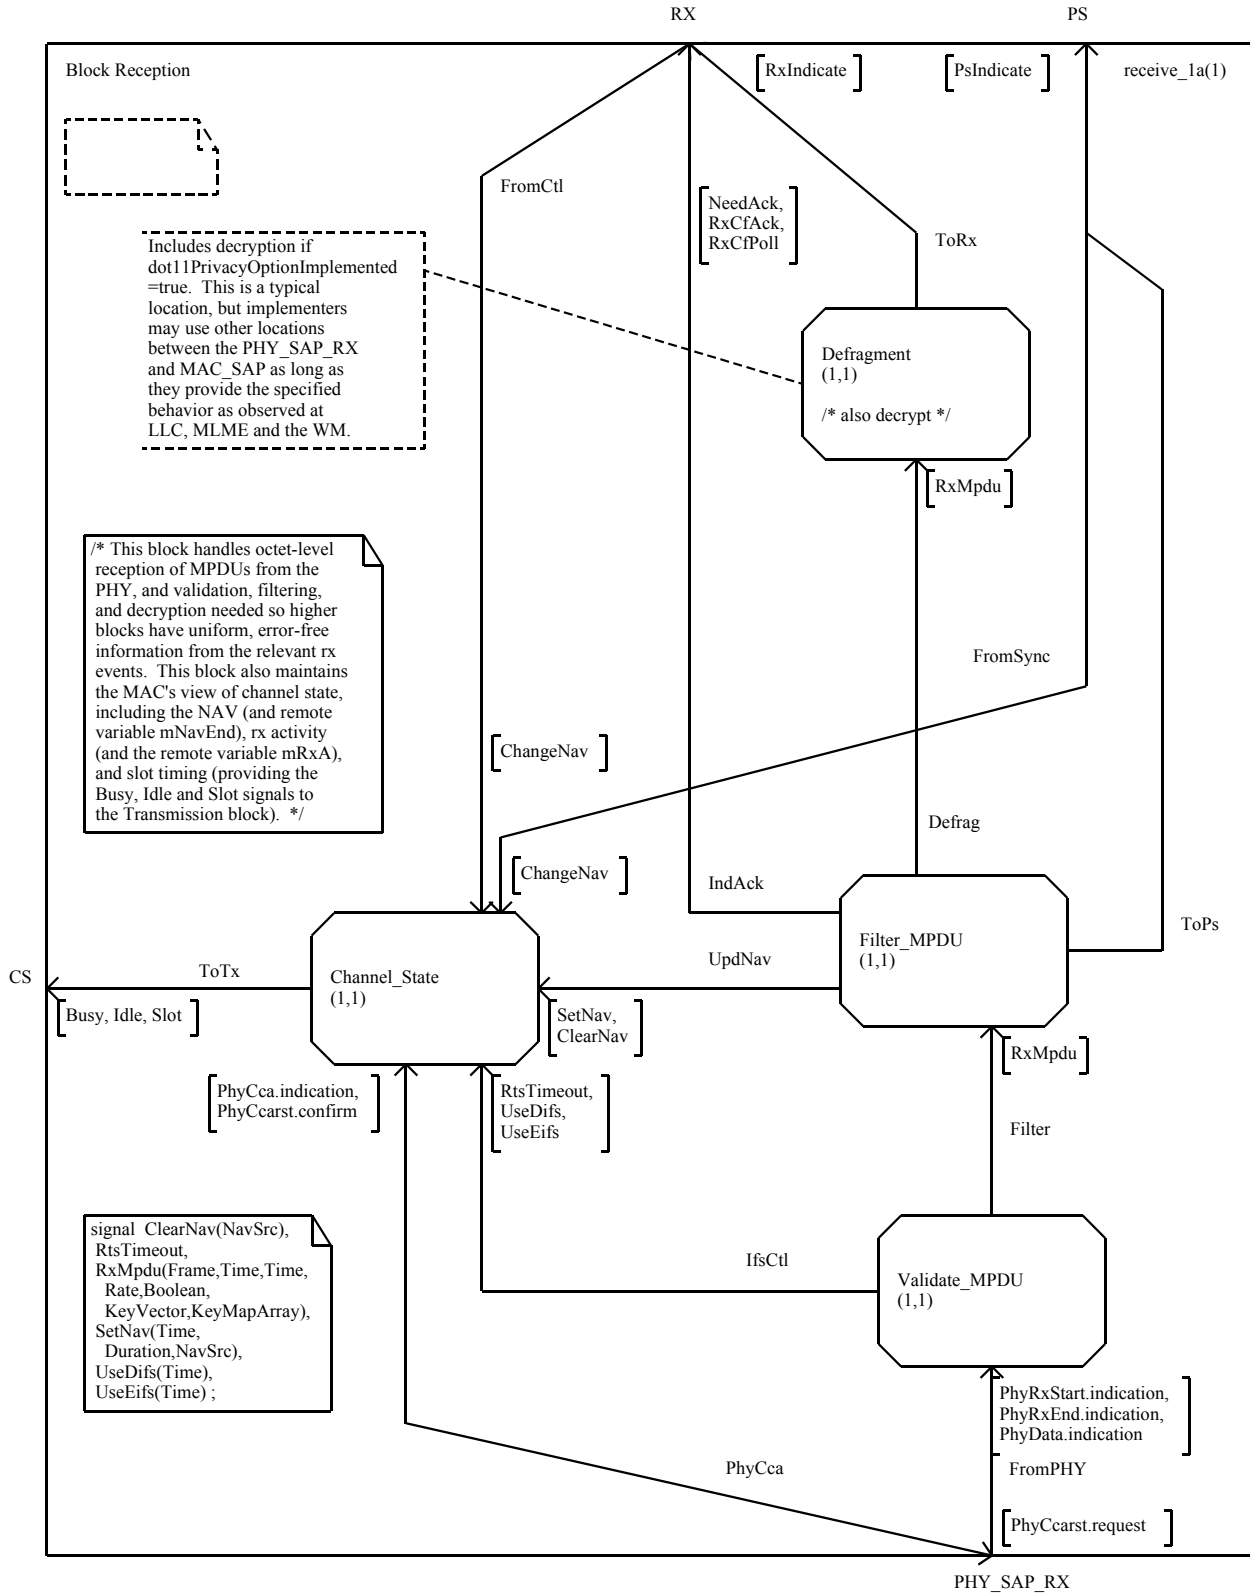 RX
PS
Block Reception
RxIndicate
PsIndicate
receive_1a(1)
FromCtl
NeedAck,
RxCfAck,
RxCfPoll
ToRx
Includes decryption if
dot11PrivacyOptionImplemented
=true.  This is a typical
location, but implementers
may use other locations
between the PHY_SAP_RX
and MAC_SAP as long as
they provide the specified
behavior as observed at
LLC, MLME and the WM.
Defragment
(1,1)
/* also decrypt */
RxMpdu
/* This block handles octet-level
reception of MPDUs from the
PHY, and validation, filtering,
and decryption needed so higher
blocks have uniform, error-free
information from the relevant rx
events.  This block also maintains
the MAC's view of channel state,
including the NAV (and remote
variable mNavEnd), rx activity
(and the remote variable mRxA),
and slot timing (providing the
Busy, Idle and Slot signals to
the Transmission block).  */
FromSync
ChangeNav
Defrag
ChangeNav
IndAck
ToPs
Filter_MPDU
(1,1)
UpdNav
CS
ToTx
Channel_State
(1,1)
Busy, Idle, Slot
SetNav,
ClearNav
RxMpdu
PhyCca.indication,
PhyCcarst.confirm
RtsTimeout,
UseDifs,
UseEifs
Filter
signal  ClearNav(NavSrc),
RtsTimeout,
RxMpdu(Frame,Time,Time,
Rate,Boolean,
KeyVector,KeyMapArray),
SetNav(Time,
Duration,NavSrc),
UseDifs(Time),
UseEifs(Time) ;
IfsCtl
Validate_MPDU
(1,1)
PhyRxStart.indication,
PhyRxEnd.indication,
PhyData.indication
PhyCca
FromPHY
PhyCcarst.request
PHY_SAP_RX